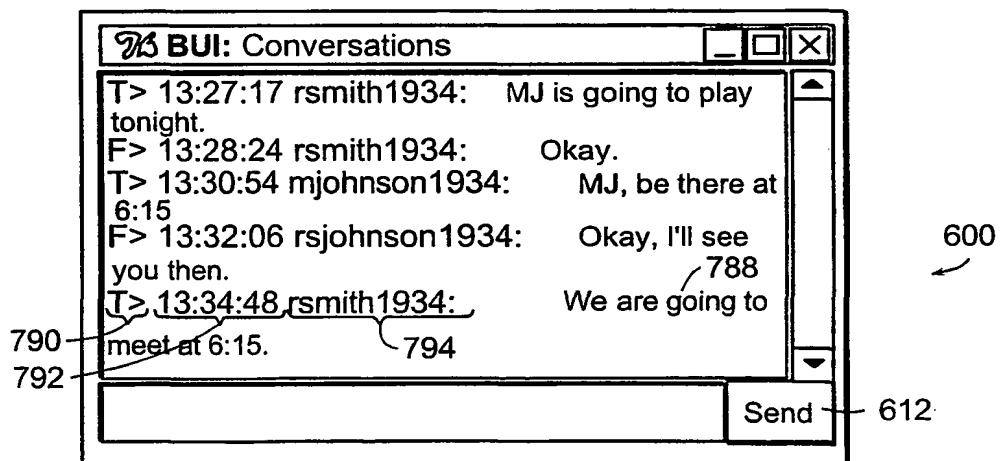 BUI: Conversations
T> 13:27:17 rsmith1934: MJ is going to play
tonight.
F> 13:28:24 rsmith1934: Okay.
T> 13:30:54 mjohnson1934: MJ, be there at
6:15
F> 13:32:06 rsjohnson1934: Okay, I'll see
you then.
600
788
T> 13:34:48 rsmith1934: We are going to
790
meet at 6:15.
794
792
Send
612